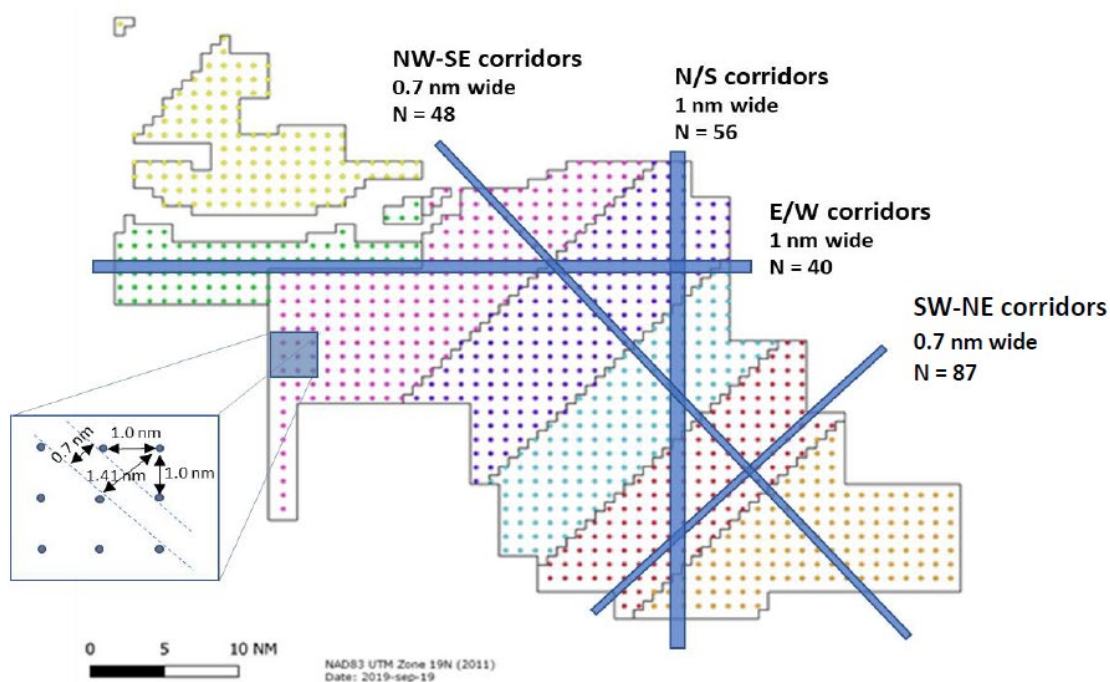 NW-SE corridors
0.7 nm wide
N = 48
N/S corridors
1 nm wide
N = 56
E/W corridors
1 nm wide
N = 40
SW-NE corridors
0.7 nm wide
N = 87
0.7 nm
1.0 nm
1.41 nm
1.0 nm
0 5 10 NM
NAD83 UTM Zone 19N (2011)
Date: 2019-sep-19